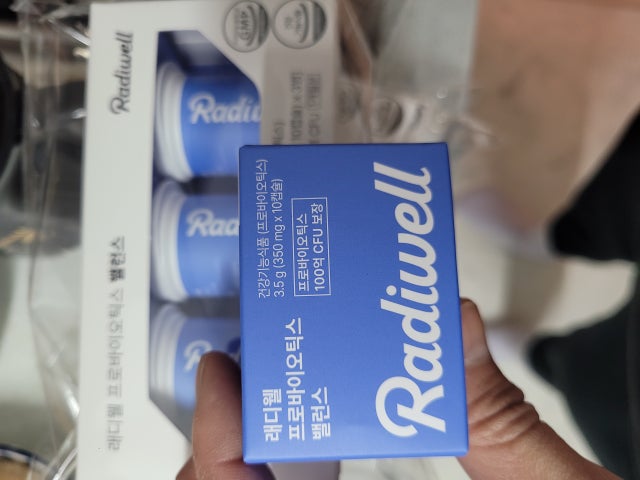 Radiwell
래디웰
프로바이오틱스
밸런스
건강기능식품 (프로바이오틱스)
3.5 g (350 mg x 10캡슐)
프로바이오틱스
100억 CFU 보장
Radiwell
래디웰 프로바이오틱스 밸런스
GMP